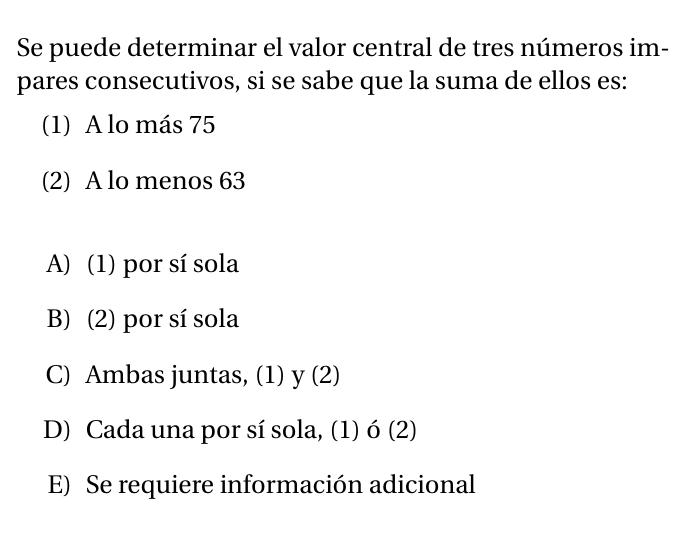 Se puede determinar el valor central de tres números im-
pares consecutivos, si se sabe que la suma de ellos es:
(1) A lo más 75
(2) A lo menos 63
A) (1) por sí sola
B) (2) por sí sola
C) Ambas juntas, (1) y (2)
D) Cada una por sí sola, (1) ó (2)
E) Se requiere información adicional